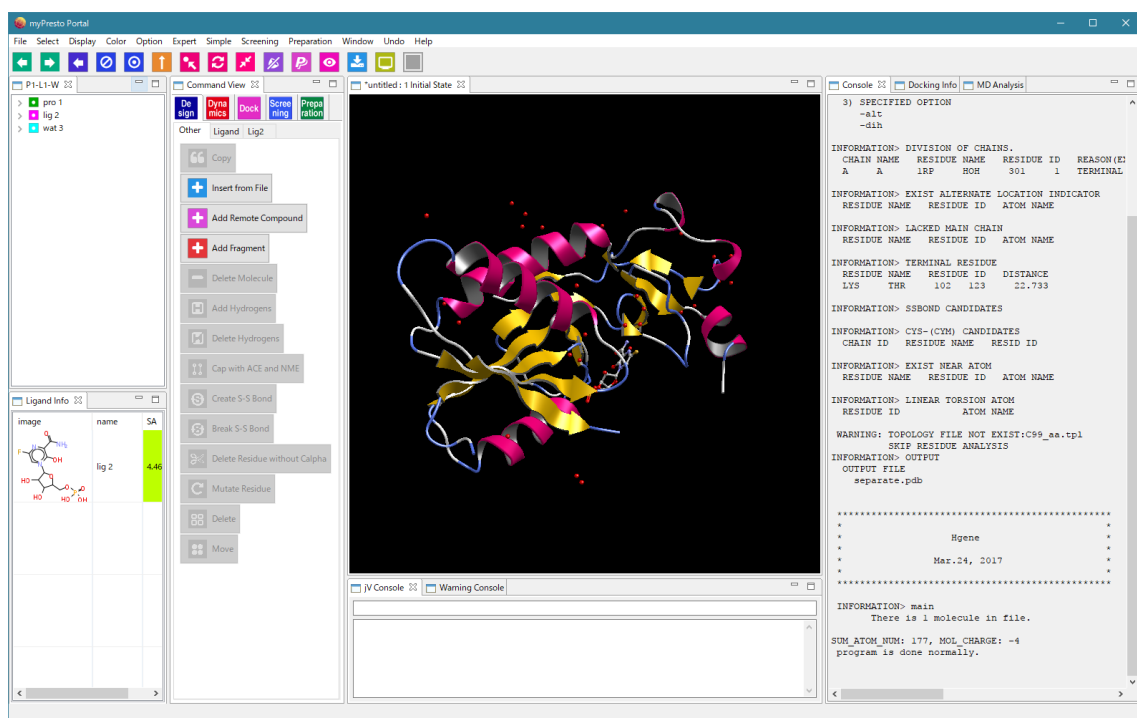 myPresto Portal
File Select Display Color Option Expert Simple Screening Preparation Window Undo Help
P1-L1-W
pro 1
lig 2
wat 3
Ligand Info
image name SA
F
N
O
NH₂
OH
N
HO
O
O
O
P
HO
HO OH
lig 2
4.46
Command View
De
sign
Dyna
mics
Dock
Scree
ning
Prepa
ration
Other Ligand Lig2
Copy
Insert from File
Add Remote Compound
Add Fragment
Delete Molecule
Add Hydrogens
Delete Hydrogens
Cap with ACE and NME
Create S-S Bond
Break S-S Bond
Delete Residue without Calpha
Mutate Residue
Delete
Move
*untitled : 1 Initial State
jV Console Warning Console
Console Docking Info MD Analysis
3) SPECIFIED OPTION
-alt
-dih
INFORMATION> DIVISION OF CHAINS.
CHAIN NAME RESIDUE NAME RESIDUE ID REASON(E
A A 1RP HOH 301 1 TERMINAL
INFORMATION> EXIST ALTERNATE LOCATION INDICATOR
RESIDUE NAME RESIDUE ID ATOM NAME
INFORMATION> LACKED MAIN CHAIN
RESIDUE NAME RESIDUE ID ATOM NAME
INFORMATION> TERMINAL RESIDUE
RESIDUE NAME RESIDUE ID DISTANCE
LYS THR 102 123 22.733
INFORMATION> SSBOND CANDIDATES
INFORMATION> CYS-(CYM) CANDIDATES
CHAIN ID RESIDUE NAME RESID ID
INFORMATION> EXIST NEAR ATOM
RESIDUE NAME RESIDUE ID ATOM NAME
INFORMATION> LINEAR TORSION ATOM
RESIDUE ID ATOM NAME
WARNING: TOPOLOGY FILE NOT EXIST:C99_aa.tpl
SKIP RESIDUE ANALYSIS
INFORMATION> OUTPUT
OUTPUT FILE
separate.pdb
************************************************
* *
* Hgene *
* *
* Mar.24, 2017 *
* *
************************************************
INFORMATION> main
There is 1 molecule in file.
SUM_ATOM_NUM: 177, MOL_CHARGE: -4
program is done normally.